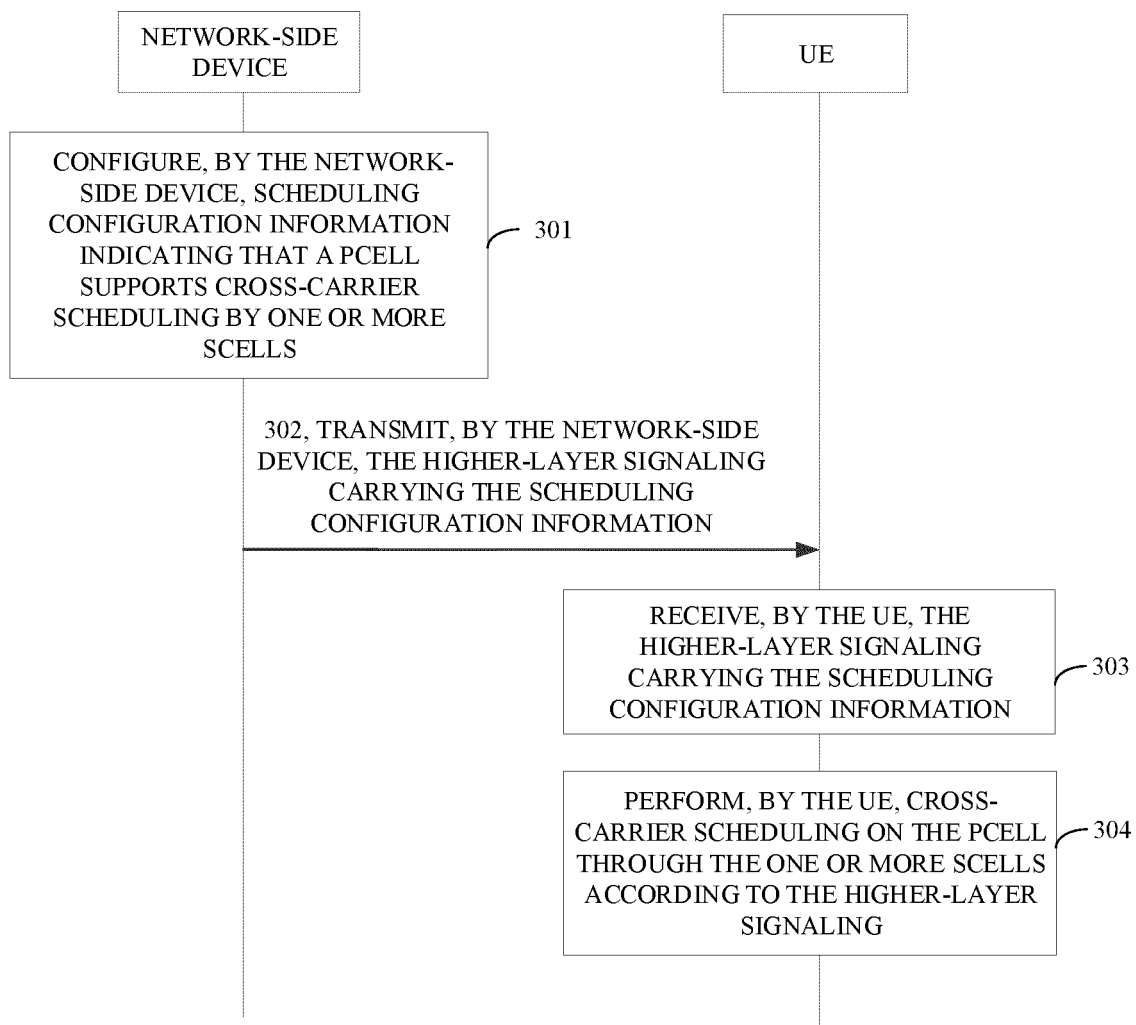 NETWORK-SIDE
DEVICE
UE
CONFIGURE, BY THE NETWORK-
SIDE DEVICE, SCHEDULING
CONFIGURATION INFORMATION
INDICATING THAT A PCELL
SUPPORTS CROSS-CARRIER
SCHEDULING BY ONE OR MORE
SCELLS
301
302, TRANSMIT, BY THE NETWORK-SIDE
DEVICE, THE HIGHER-LAYER SIGNALING
CARRYING THE SCHEDULING
CONFIGURATION INFORMATION
RECEIVE, BY THE UE, THE
HIGHER-LAYER SIGNALING
CARRYING THE SCHEDULING
CONFIGURATION INFORMATION
303
PERFORM, BY THE UE, CROSS-
CARRIER SCHEDULING ON THE PCELL
THROUGH THE ONE OR MORE SCELLS
ACCORDING TO THE HIGHER-LAYER
SIGNALING
304